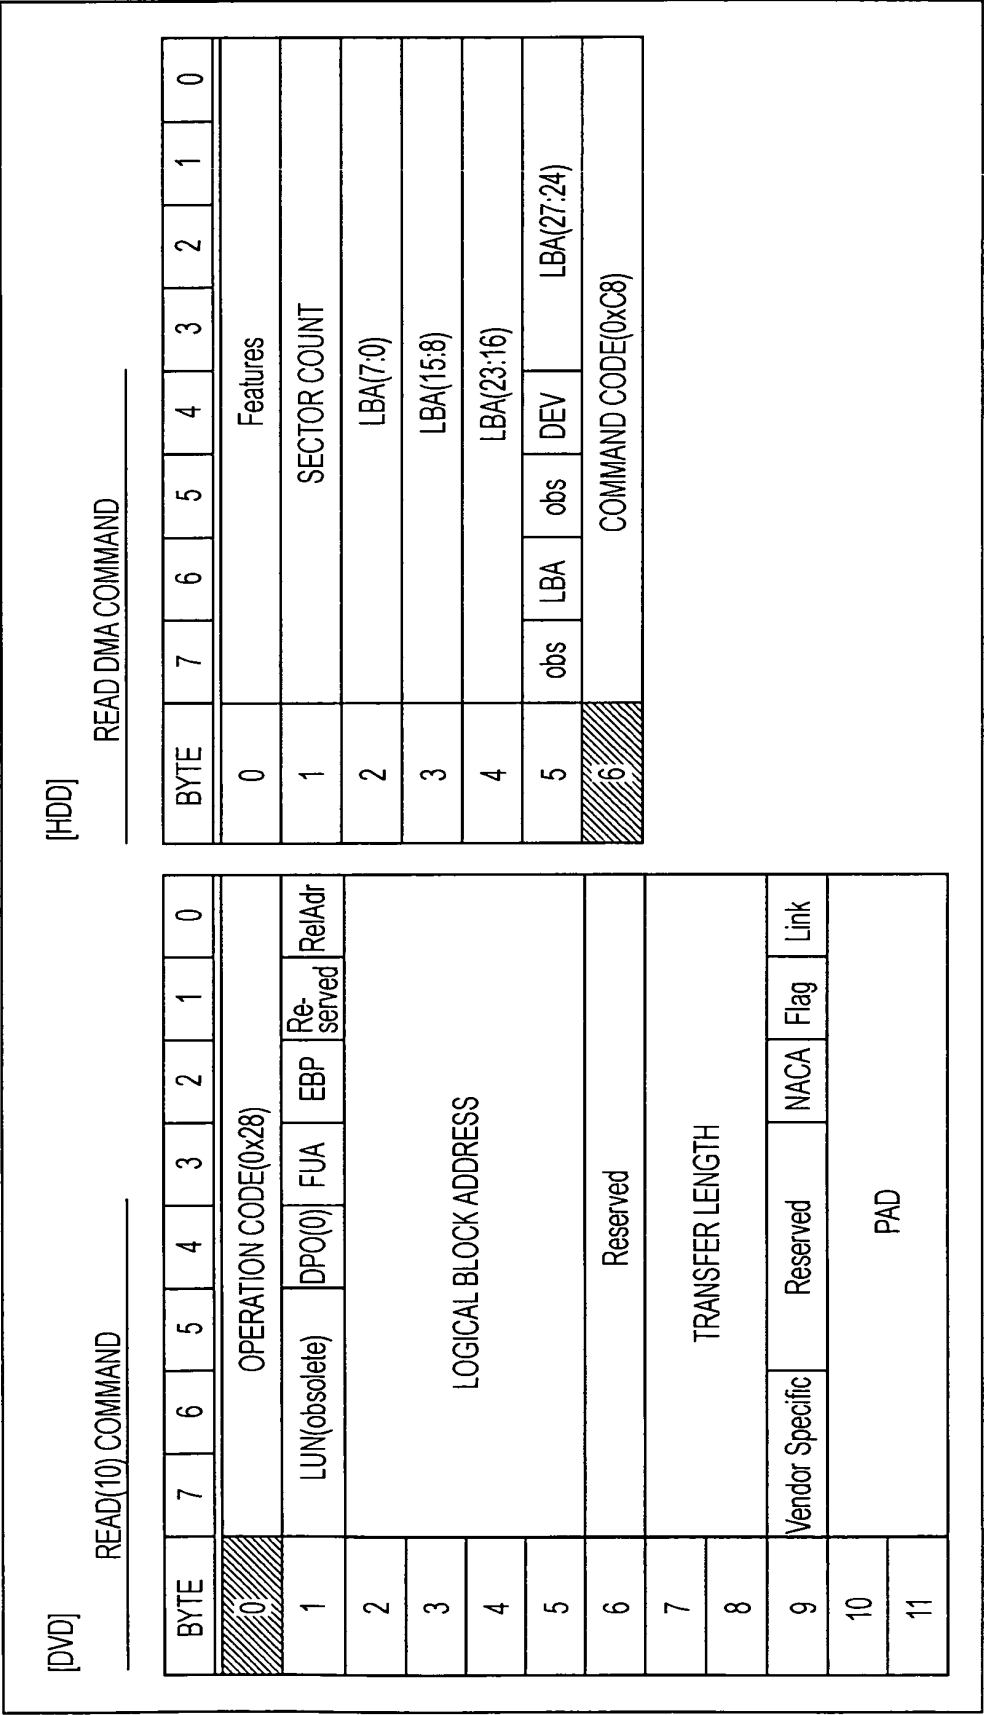 [DVD]
READ(10) COMMAND
BYTE 7 6 5 4 3 2 1 0
0 OPERATION CODE(0x28)
1 LUN(obsolete) DPO(0) FUA EBP Re-served RelAdr
2
3
4
5
LOGICAL BLOCK ADDRESS
6 Reserved
7
8
TRANSFER LENGTH
9 Vendor Specific Reserved NACA Flag Link
10
11
PAD
[HDD]
READ DMA COMMAND
BYTE 7 6 5 4 3 2 1 0
0 Features
1 SECTOR COUNT
2 LBA(7:0)
3 LBA(15:8)
4 LBA(23:16)
5 obs LBA obs DEV LBA(27:24)
6 COMMAND CODE(0xC8)